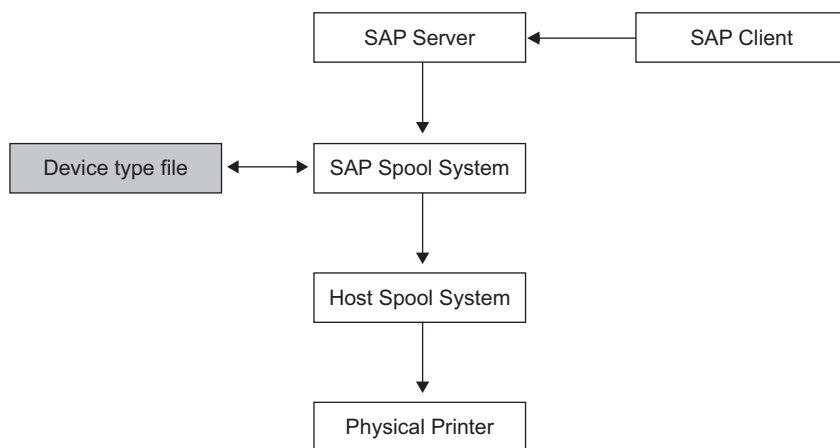 SAP Server
SAP Client
Device type file
SAP Spool System
Host Spool System
Physical Printer